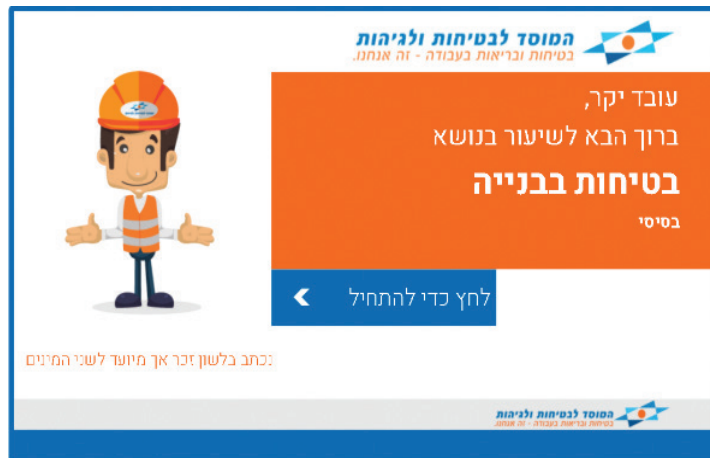 המוסד לבטיחות ולגיהות
בטיחות ובריאות בעבודה - זה אנחנו.
עובד יקר,
ברוך הבא לשיעור בנושא
בטיחות בבנייה
בסיסי
לחץ כדי להתחיל
נכתב בלשון זכר אך מיועד לשני המינים
המוסד לבטיחות ולגיהות
בטיחות ובריאות בעבודה - זה אנחנו.